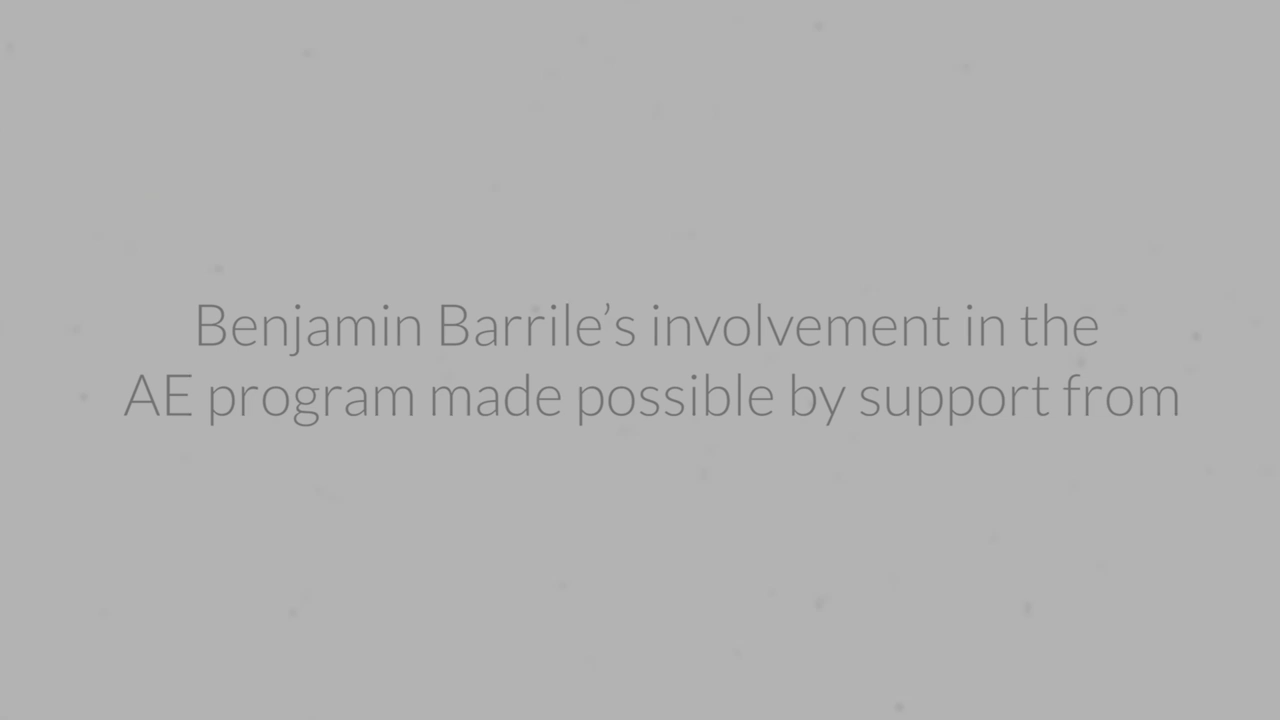 Benjamin Barrile’s involvement in the
AE program made possible by support from